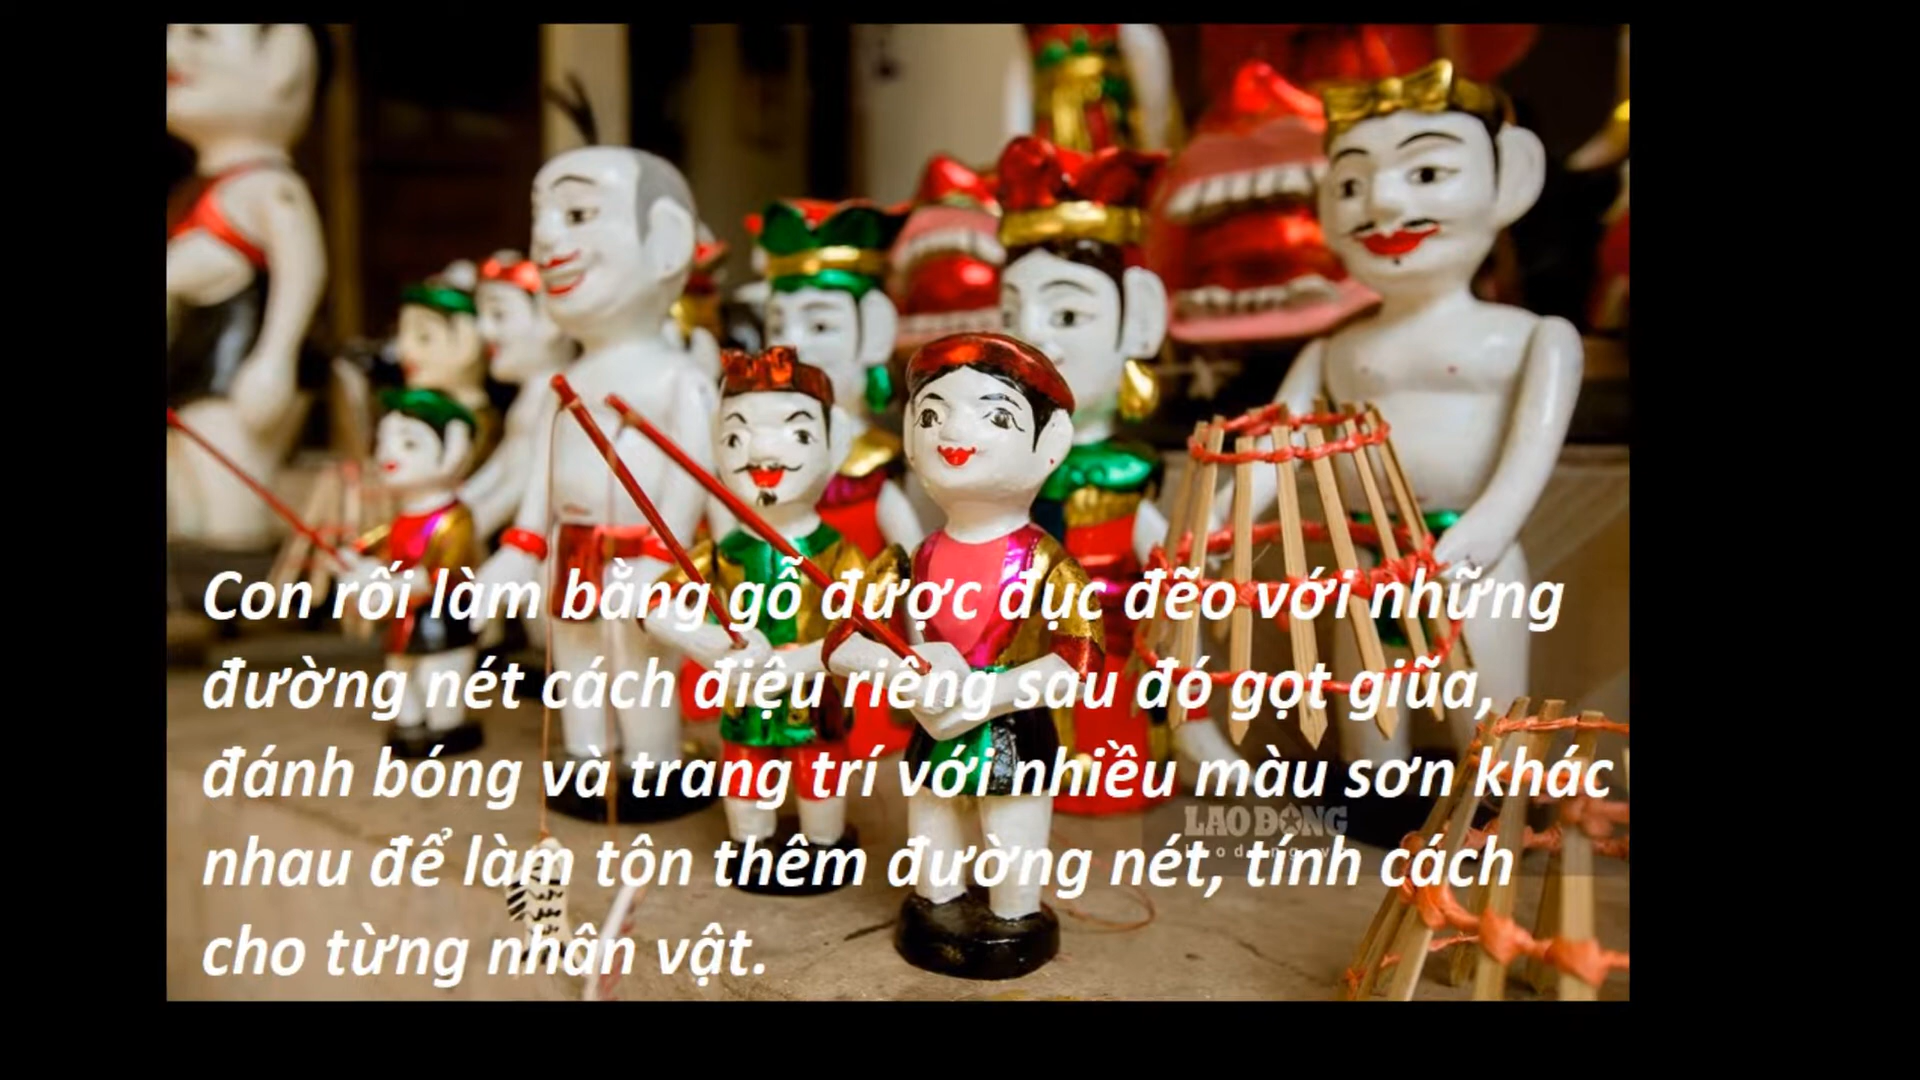 Con rối làm bằng gỗ được đục đẽo với những
đường nét cách điệu riêng sau đó gọt giũa,
đánh bóng và trang trí với nhiều màu sơn khác
LAO ĐỘNG
nhau để làm tôn thêm đường nét, tính cách
cho từng nhân vật.